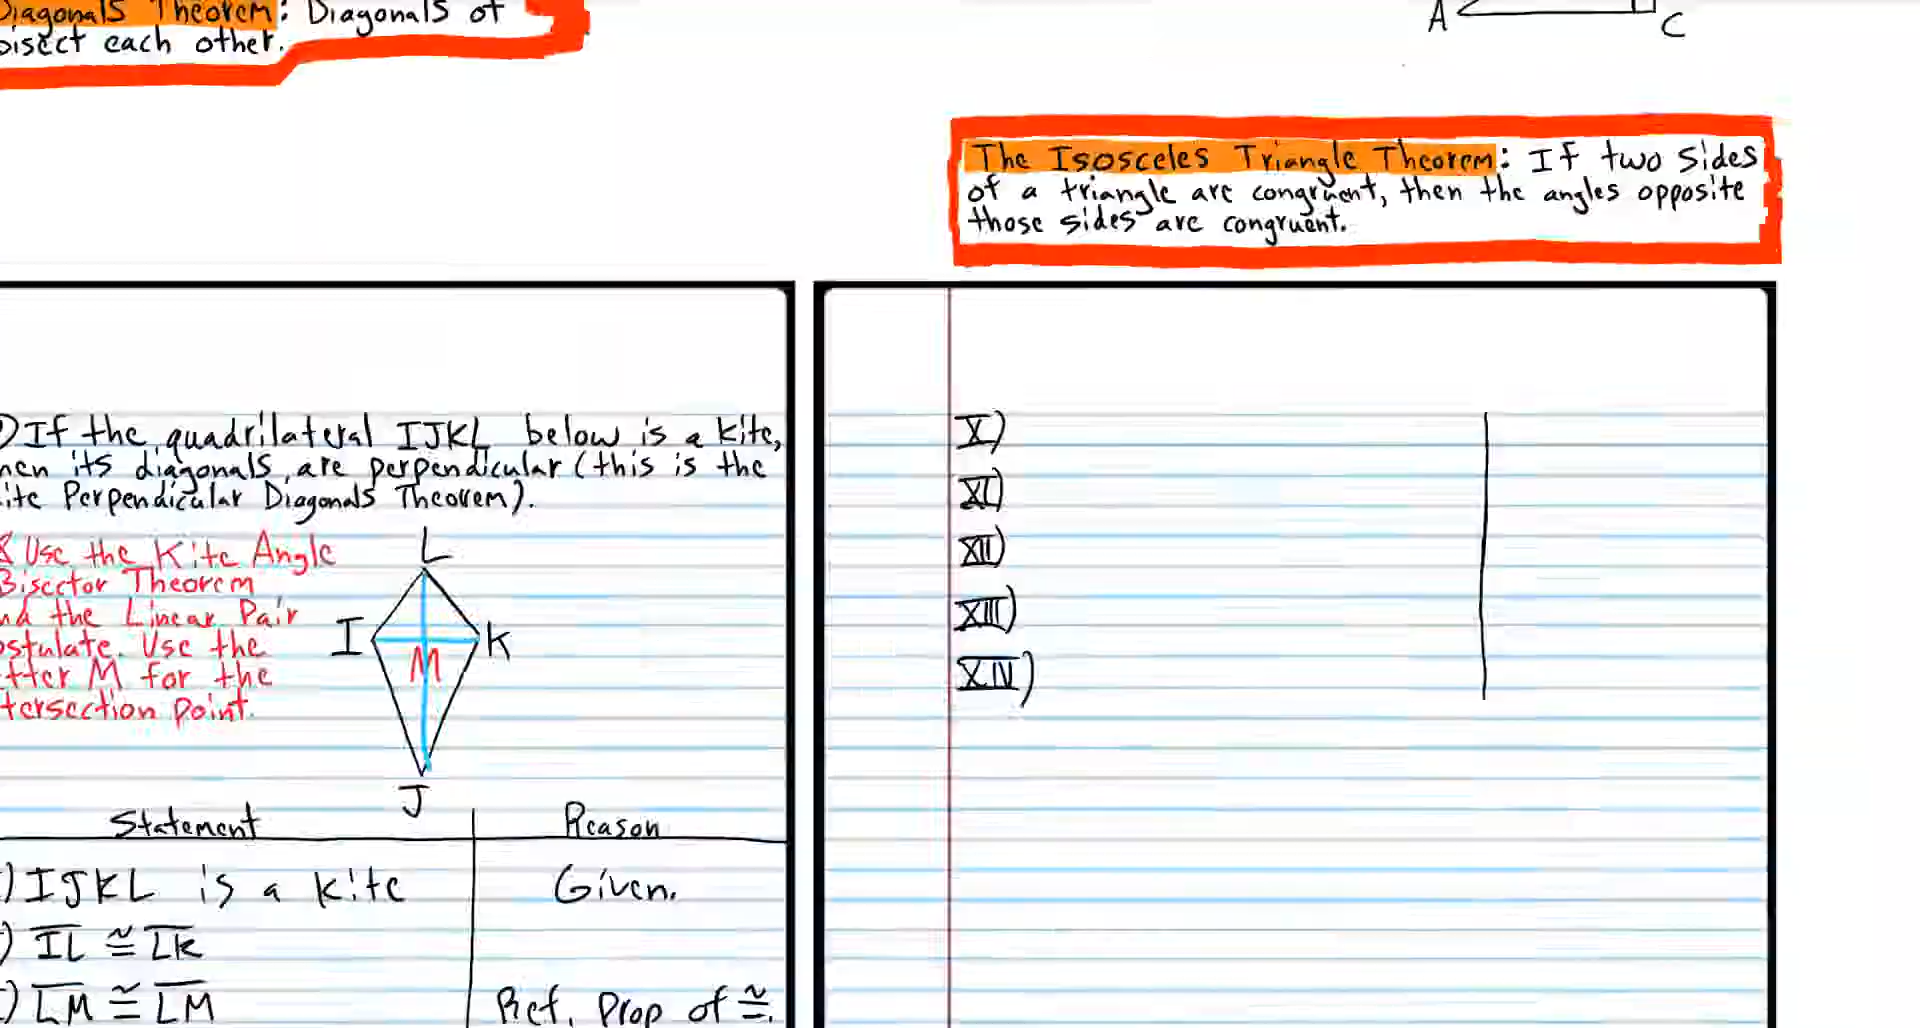 Diagonals Theorem: Diagonals of
bisect each other.
A
C
The Isosceles Triangle Theorem: If two sides
of a triangle are congruent, then the angles opposite
those sides are congruent.
If the quadrilateral IJKL below is a kite,
its diagonals are perpendicular (this is the
Perpendicular Diagonals Theorem).
Use the Kite Angle
Bisector Theorem
the Linear Pair
Use the
M for the
point.
L
I
K
M
J
Statement
Reason
IJKL is a kite
Given.
IL ≅ LK
LM ≅ LM
Ref. Prop of ≅.
X)
XI)
XII)
XIII)
XIV)